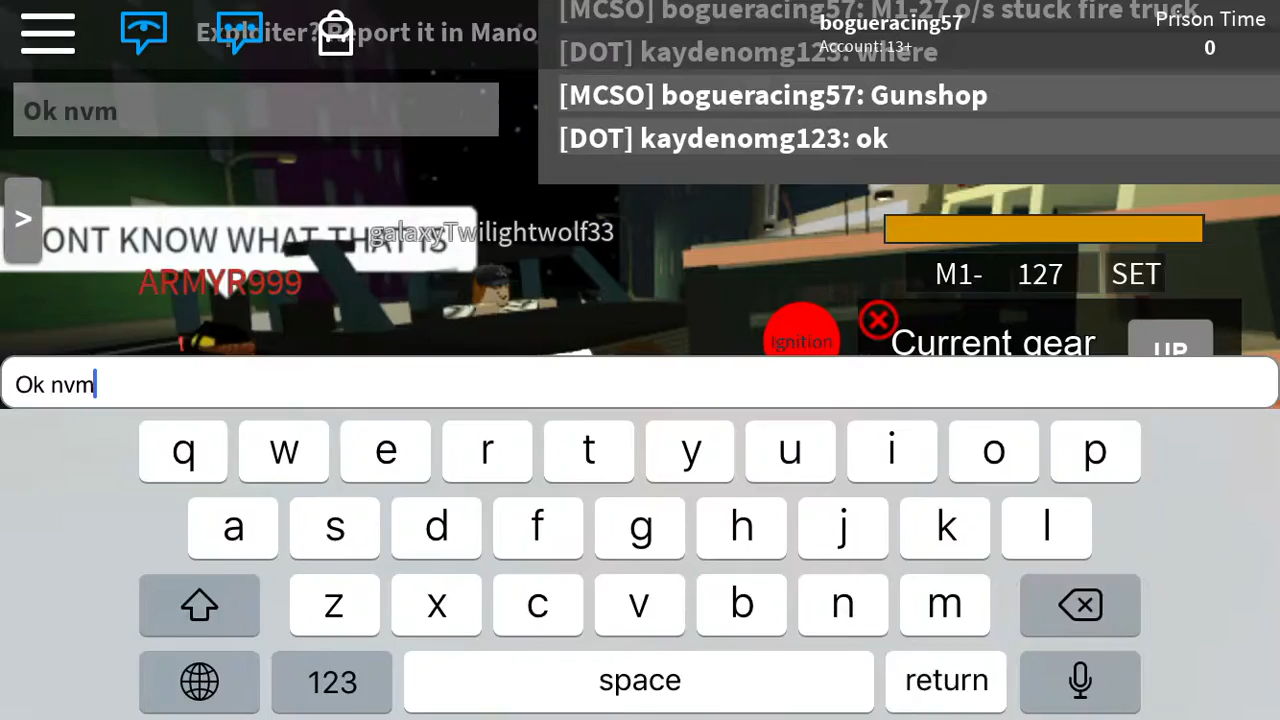 [MCSO] bogueracing57: M1-27 o/s stuck fire truck
Exploiter? Report it in Mano
bogueracing57
Account: 13+
Prison Time
0
[DOT] kaydenomg123: where
Ok nvm
[MCSO] bogueracing57: Gunshop
[DOT] kaydenomg123: ok
>
ONT KNOW WHAT THAT IS
galaxyTwilightwolf33
ARMYR999
M1- 127 SET
Ignition
Current gear
UP
Ok nvm
q w e r t y u i o p
a s d f g h j k l
z x c v b n m
123 space return